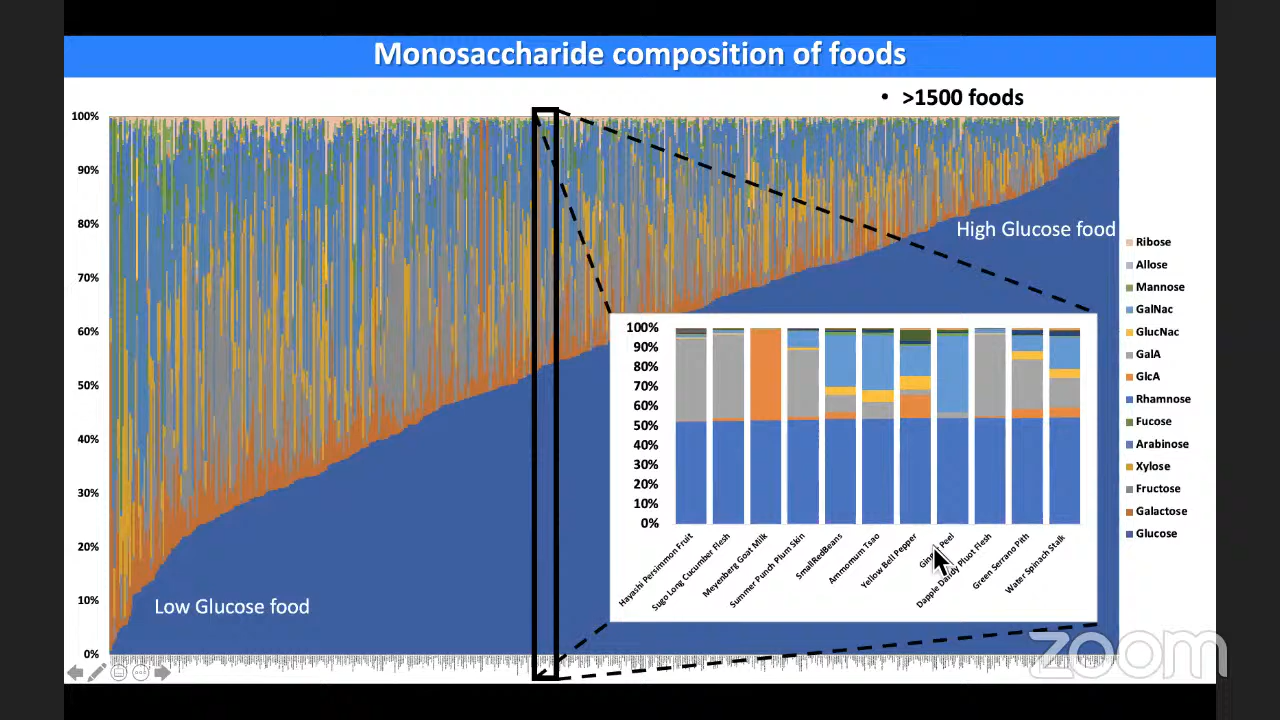 Monosaccharide composition of foods
• >1500 foods
100%
90%
80%
70%
60%
50%
40%
30%
20%
10%
0%
Low Glucose food
High Glucose food
100%
90%
80%
70%
60%
50%
40%
30%
20%
10%
0%
Hayashi Persimmon Fruit
Sugo Long Cucumber Flesh
Meyenberg Goat Milk
Summer Punch Plum Skin
SmallRedBeans
Ammomum Tsao
Yellow Bell Pepper
Peel
Dapple Dandy Pluot Flesh
Green Serrano Pith
Water Spinach Stalk
Ribose
Allose
Mannose
GalNac
GlucNac
GalA
GlcA
Rhamnose
Fucose
Arabinose
Xylose
Fructose
Galactose
Glucose
zoom